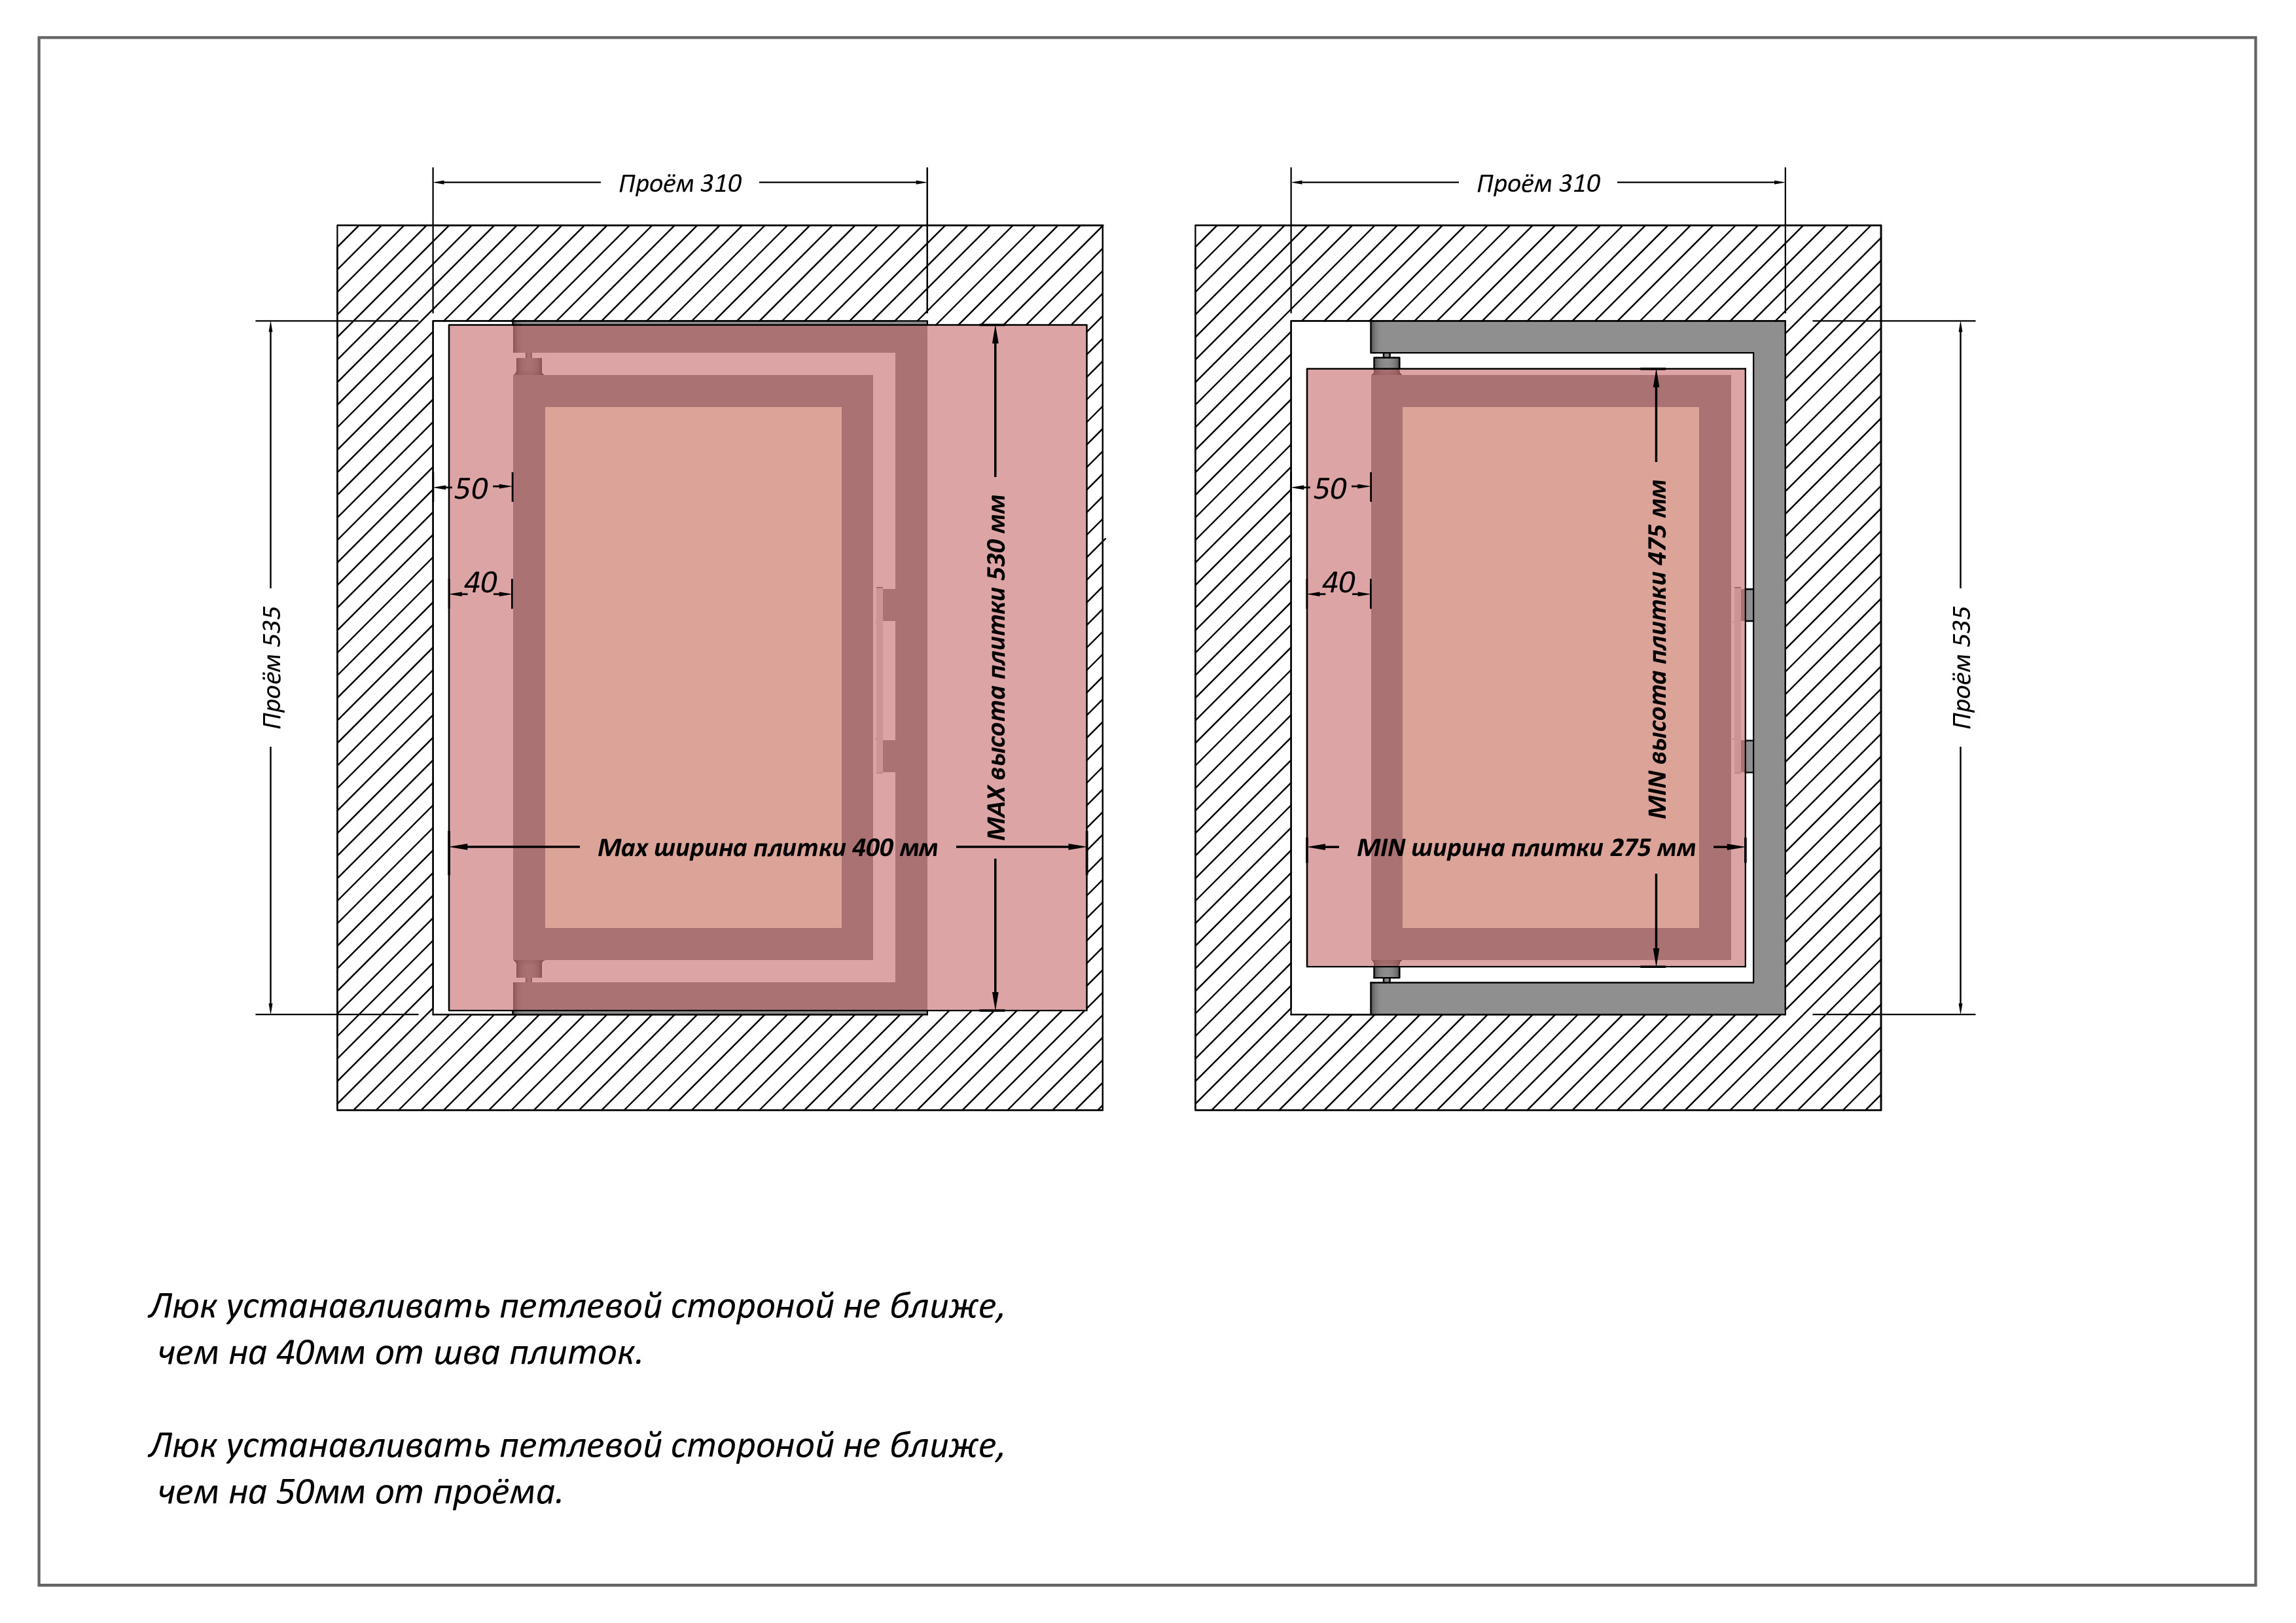 Проём 310
Проём 310
50
40
Проём 535
MAX высота плитки 530 мм
Max ширина плитки 400 мм
50
40
MIN высота плитки 475 мм
MIN ширина плитки 275 мм
Проём 535
Люк устанавливать петлевой стороной не ближе,
чем на 40мм от шва плиток.
Люк устанавливать петлевой стороной не ближе,
чем на 50мм от проёма.